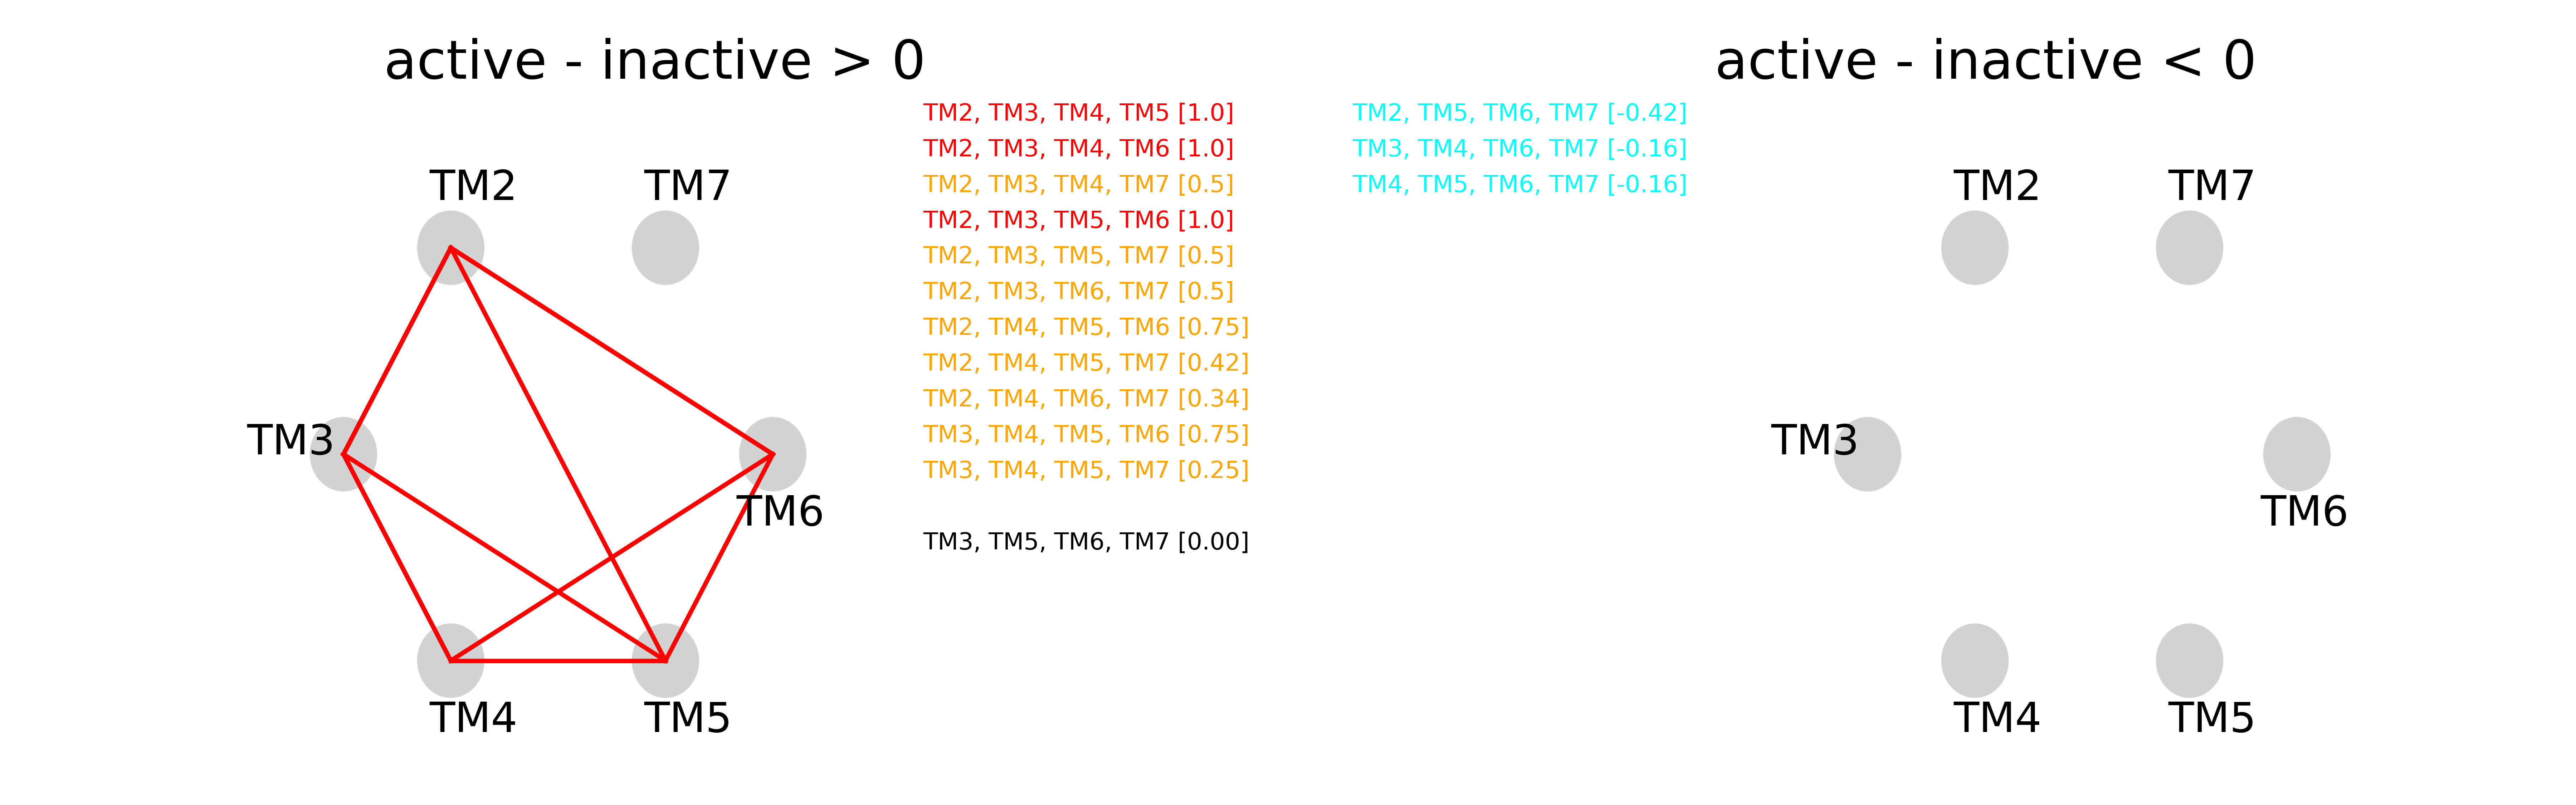 active - inactive > 0
active - inactive < 0
TM2
TM7
TM3
TM6
TM4
TM5
TM2, TM3, TM4, TM5 [1.0]
TM2, TM3, TM4, TM6 [1.0]
TM2, TM3, TM4, TM7 [0.5]
TM2, TM3, TM5, TM6 [1.0]
TM2, TM3, TM5, TM7 [0.5]
TM2, TM3, TM6, TM7 [0.5]
TM2, TM4, TM5, TM6 [0.75]
TM2, TM4, TM5, TM7 [0.42]
TM2, TM4, TM6, TM7 [0.34]
TM3, TM4, TM5, TM6 [0.75]
TM3, TM4, TM5, TM7 [0.25]
TM3, TM5, TM6, TM7 [0.00]
TM2, TM5, TM6, TM7 [-0.42]
TM3, TM4, TM6, TM7 [-0.16]
TM4, TM5, TM6, TM7 [-0.16]
TM2
TM7
TM3
TM6
TM4
TM5